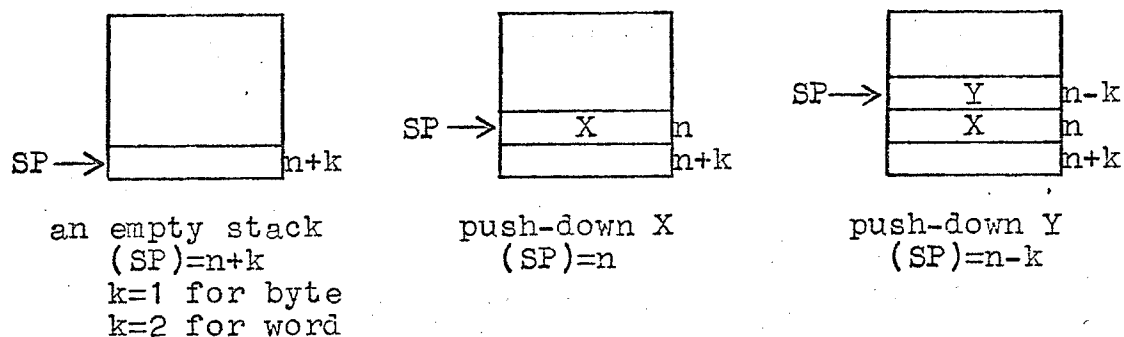 SP
n+k
an empty stack
(SP)=n+k
k=1 for byte
k=2 for word
SP
X
n
n+k
push-down X
(SP)=n
SP
Y
n-k
X
n
n+k
push-down Y
(SP)=n-k